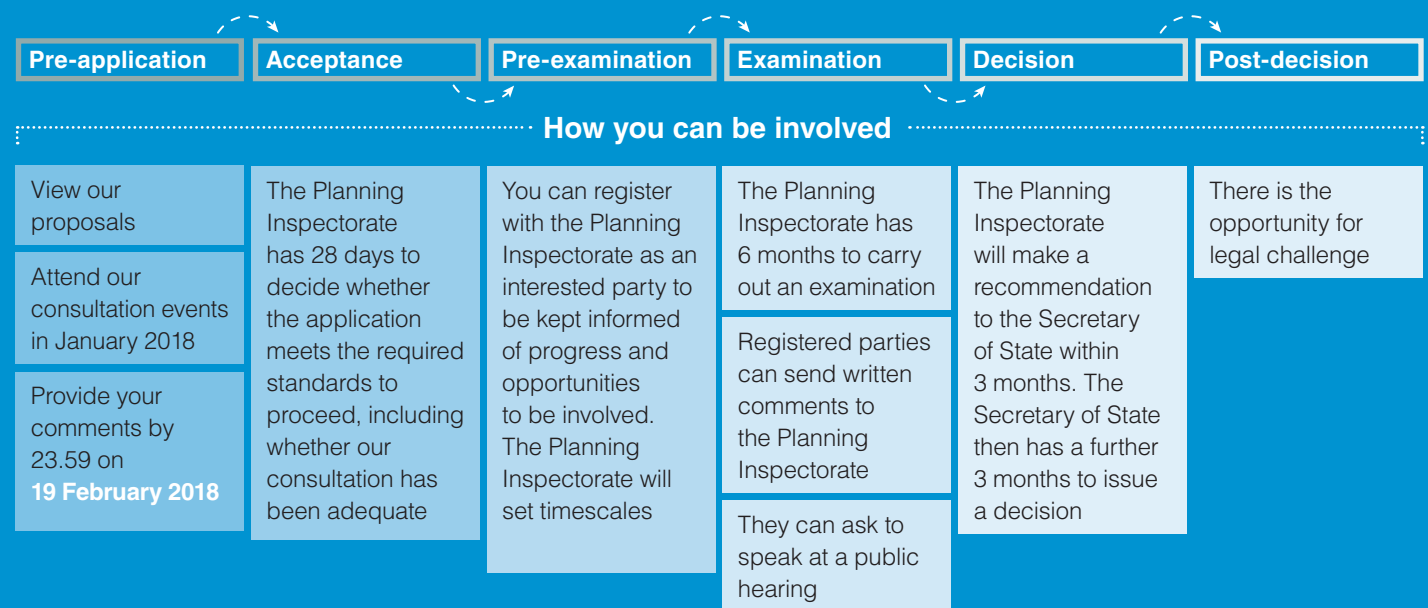 Pre-application
Acceptance
Pre-examination
Examination
Decision
Post-decision
How you can be involved
View our
proposals
Attend our
consultation events
in January 2018
Provide your
comments by
23.59 on
19 February 2018
The Planning
Inspectorate
has 28 days to
decide whether
the application
meets the required
standards to
proceed, including
whether our
consultation has
been adequate
You can register
with the Planning
Inspectorate as an
interested party to
be kept informed
of progress and
opportunities
to be involved.
The Planning
Inspectorate will
set timescales
The Planning
Inspectorate has
6 months to carry
out an examination
Registered parties
can send written
comments to
the Planning
Inspectorate
They can ask to
speak at a public
hearing
The Planning
Inspectorate
will make a
recommendation
to the Secretary
of State within
3 months. The
Secretary of State
then has a further
3 months to issue
a decision
There is the
opportunity for
legal challenge